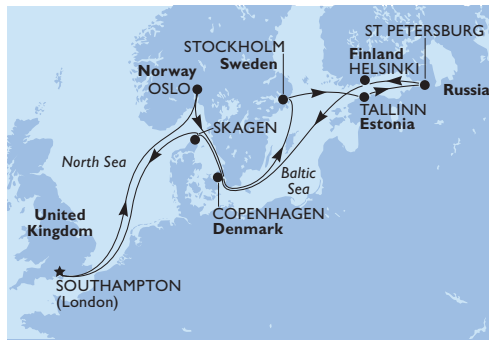 ST PETERSBURG
STOCKHOLM
Sweden
Finland
HELSINKI
Norway
OSLO
Russia
TALLINN
Estonia
SKAGEN
North Sea
Baltic
Sea
United
Kingdom
COPENHAGEN
Denmark
SOUTHAMPTON
(London)